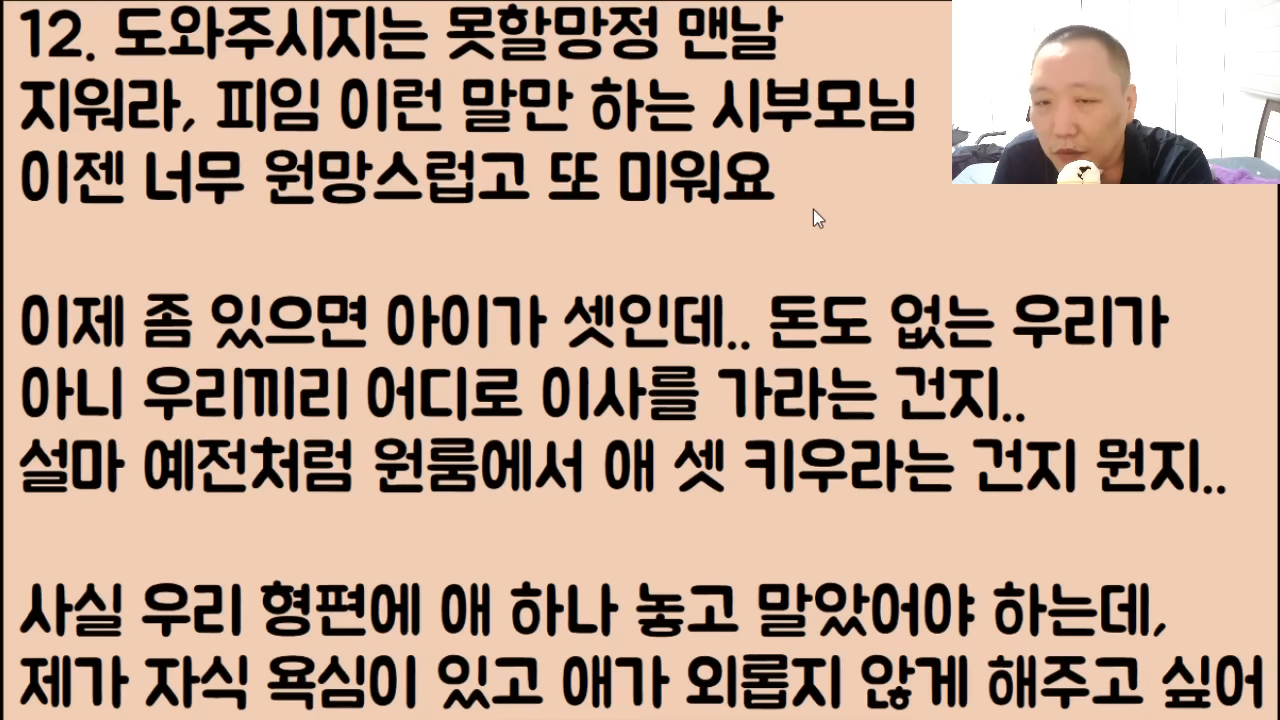 12. 도와주시지는 못할망정 맨날
지워라, 피임 이런 말만 하는 시부모님
이젠 너무 원망스럽고 또 미워요
이제 좀 있으면 아이가 셋인데.. 돈도 없는 우리가
아니 우리끼리 어디로 이사를 가라는 건지..
설마 예전처럼 원룸에서 애 셋 키우라는 건지 뭔지..
사실 우리 형편에 애 하나 놓고 말았어야 하는데,
제가 자식 욕심이 있고 애가 외롭지 않게 해주고 싶어